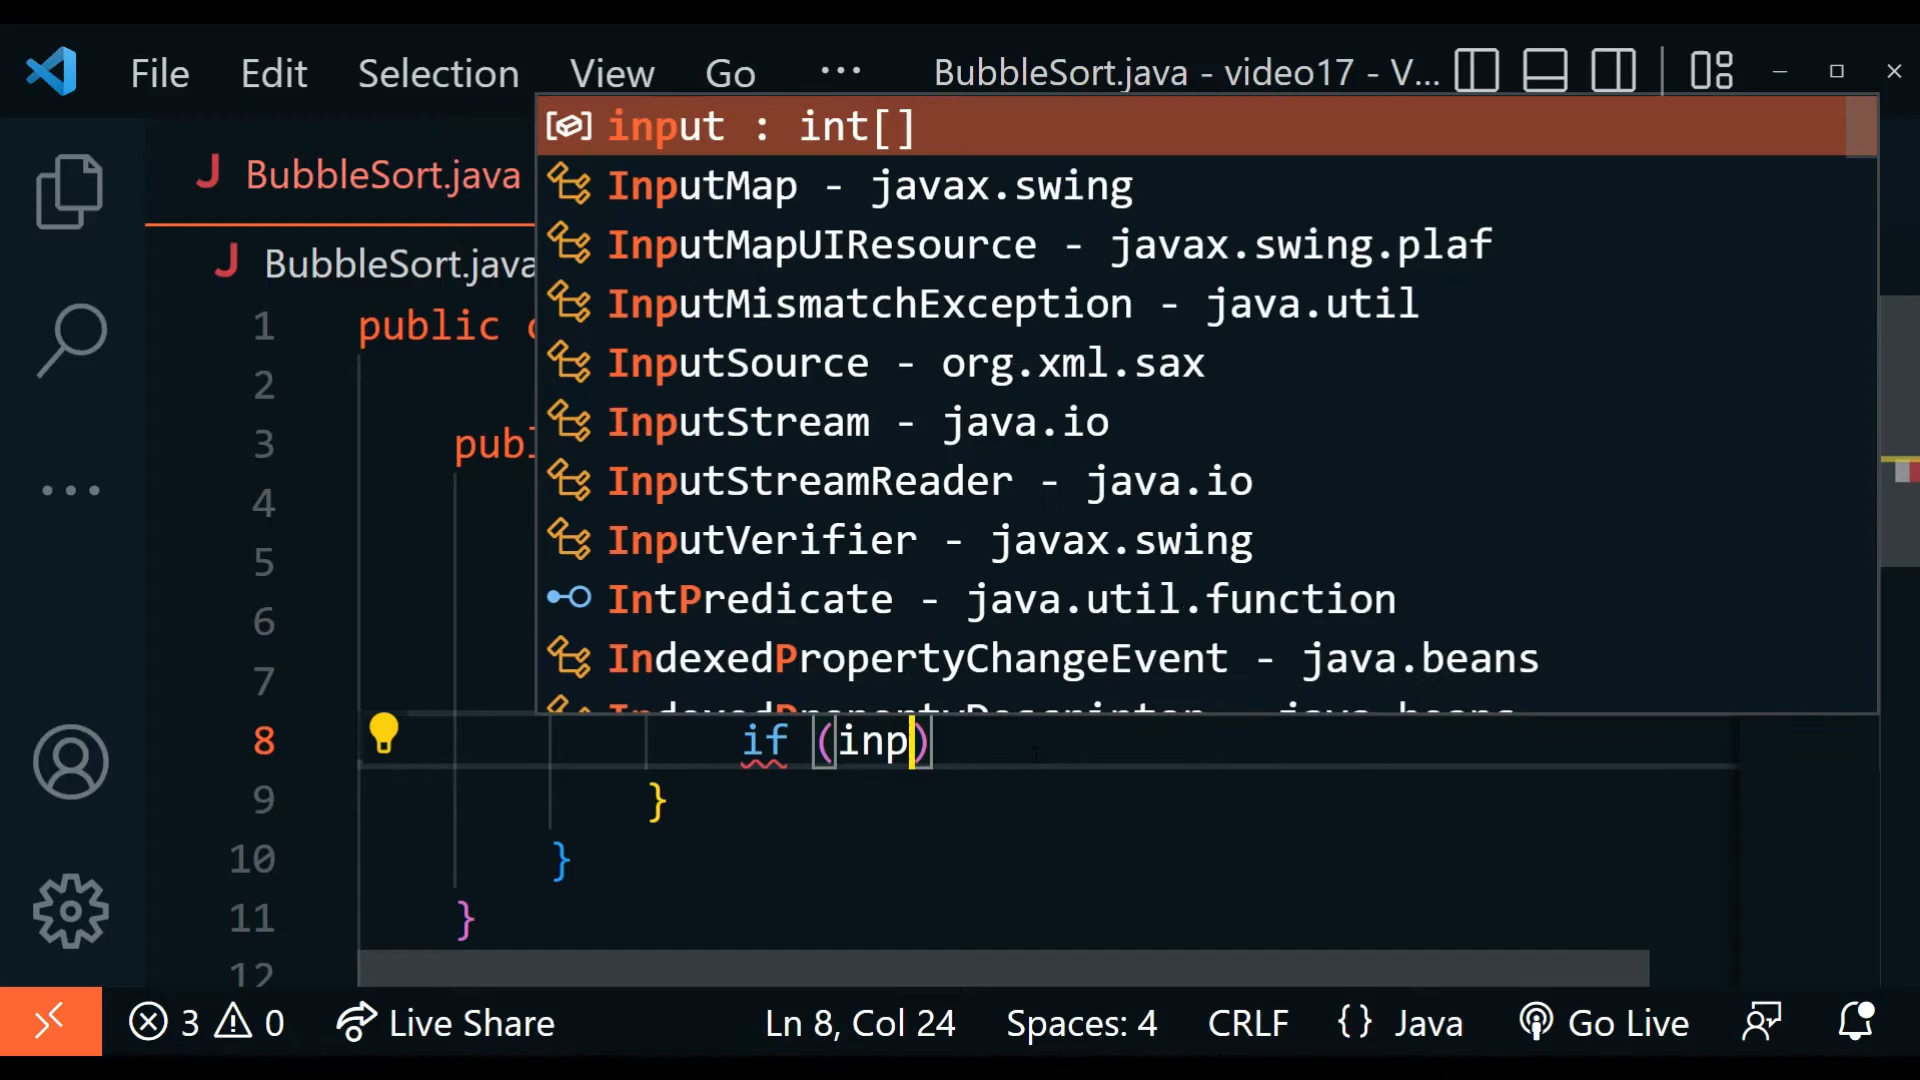 File Edit Selection View Go ··· BubbleSort.java - video17 - V...
J BubbleSort.java
J BubbleSort.java
input : int[]
InputMap - javax.swing
InputMapUIResource - javax.swing.plaf
InputMismatchException - java.util
InputSource - org.xml.sax
InputStream - java.io
InputStreamReader - java.io
InputVerifier - javax.swing
IntPredicate - java.util.function
IndexedPropertyChangeEvent - java.beans
1 public
2
3 publ
4
5
6
7
8 if (inp)
9 }
10 }
11 }
12
3 0 Live Share Ln 8, Col 24 Spaces: 4 CRLF {} Java Go Live